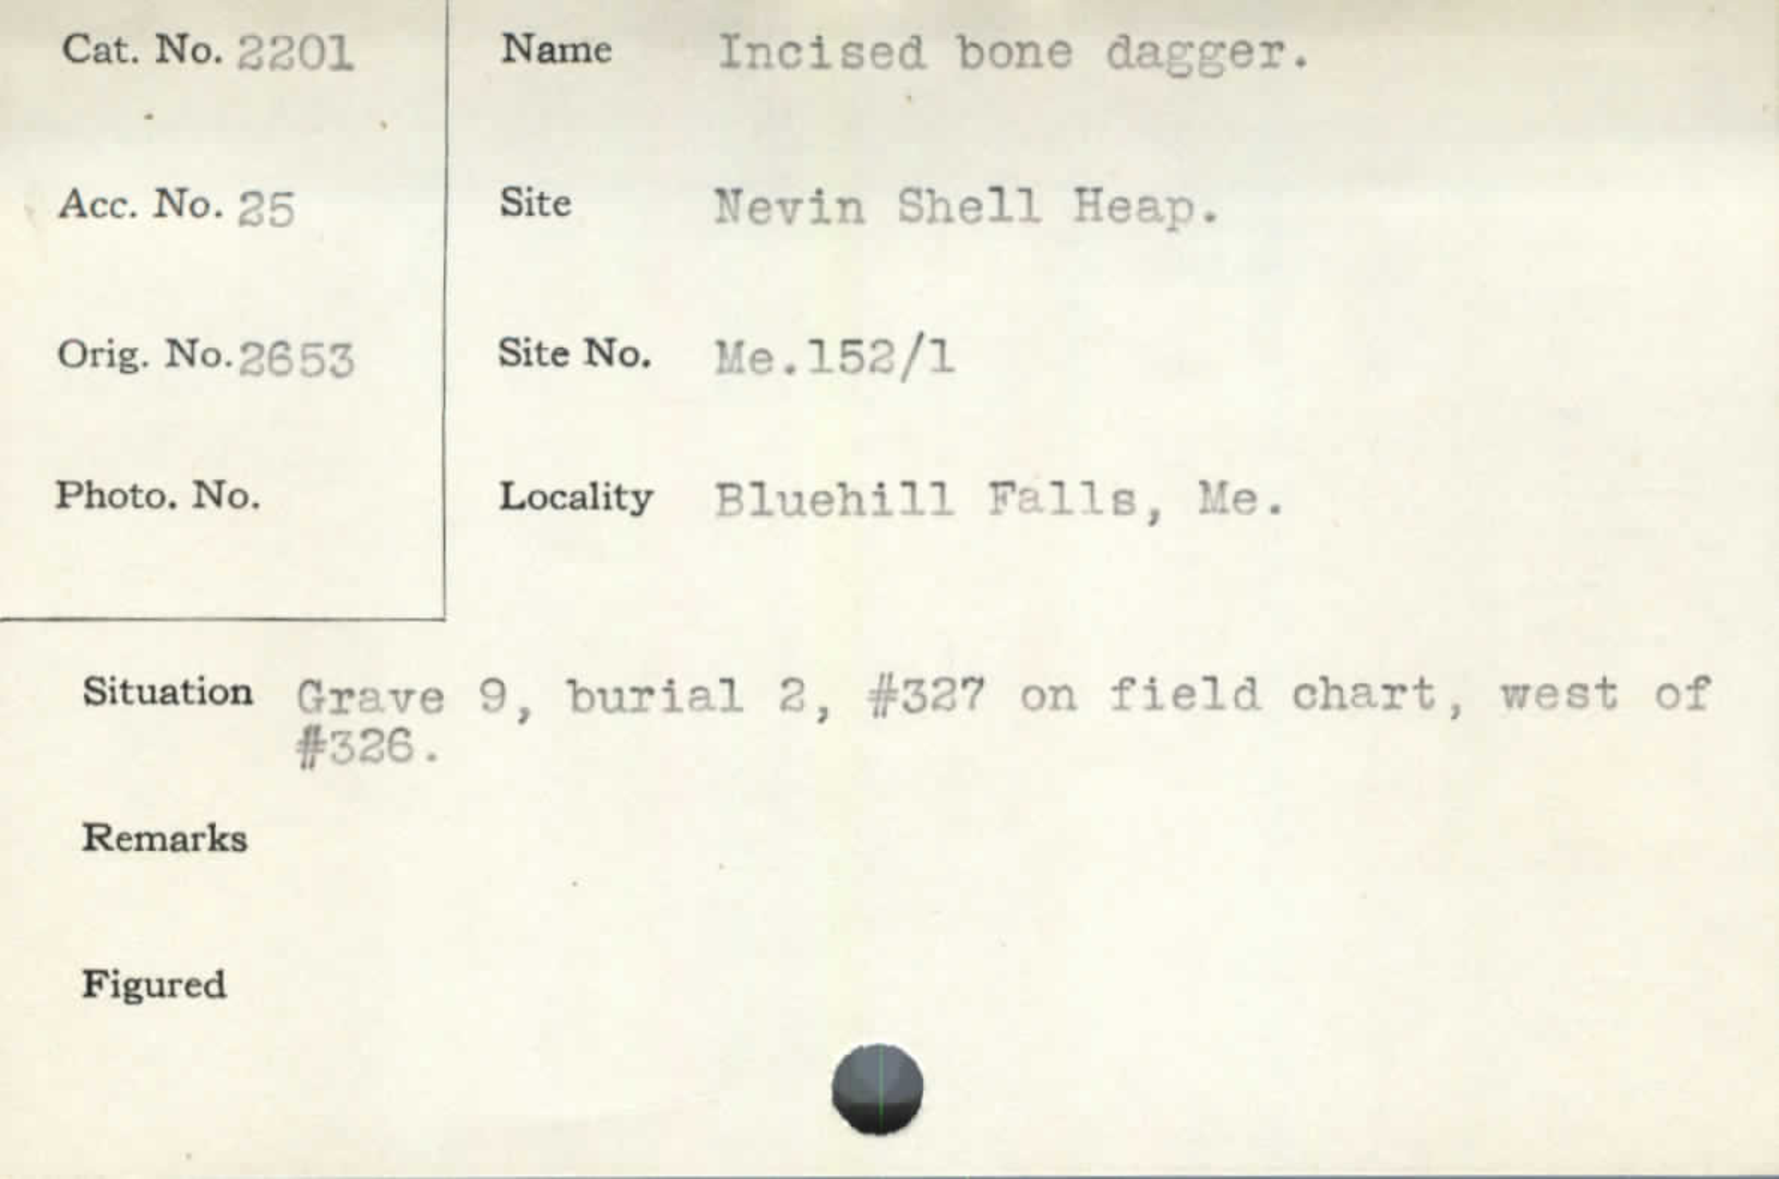 Cat. No. 2201
Name Incised bone dagger.
Acc. No. 25
Site Nevin Shell Heap.
Orig. No. 2653
Site No. Me.152/1
Photo. No.
Locality Bluehill Falls, Me.
Situation Grave 9, burial 2, #327 on field chart, west of
#326.
Remarks
Figured